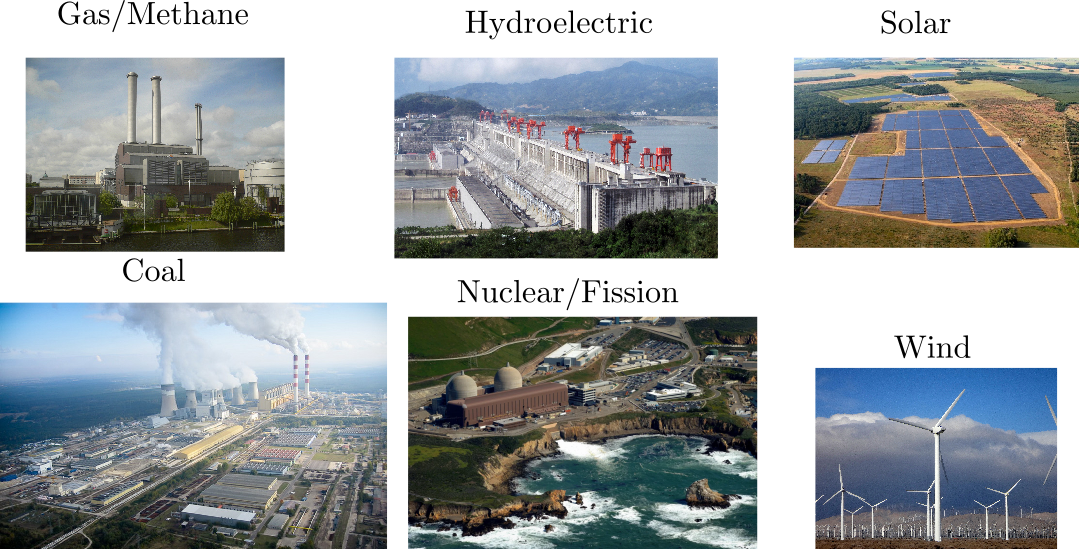 Gas/Methane
Hydroelectric
Solar
Coal
Nuclear/Fission
Wind